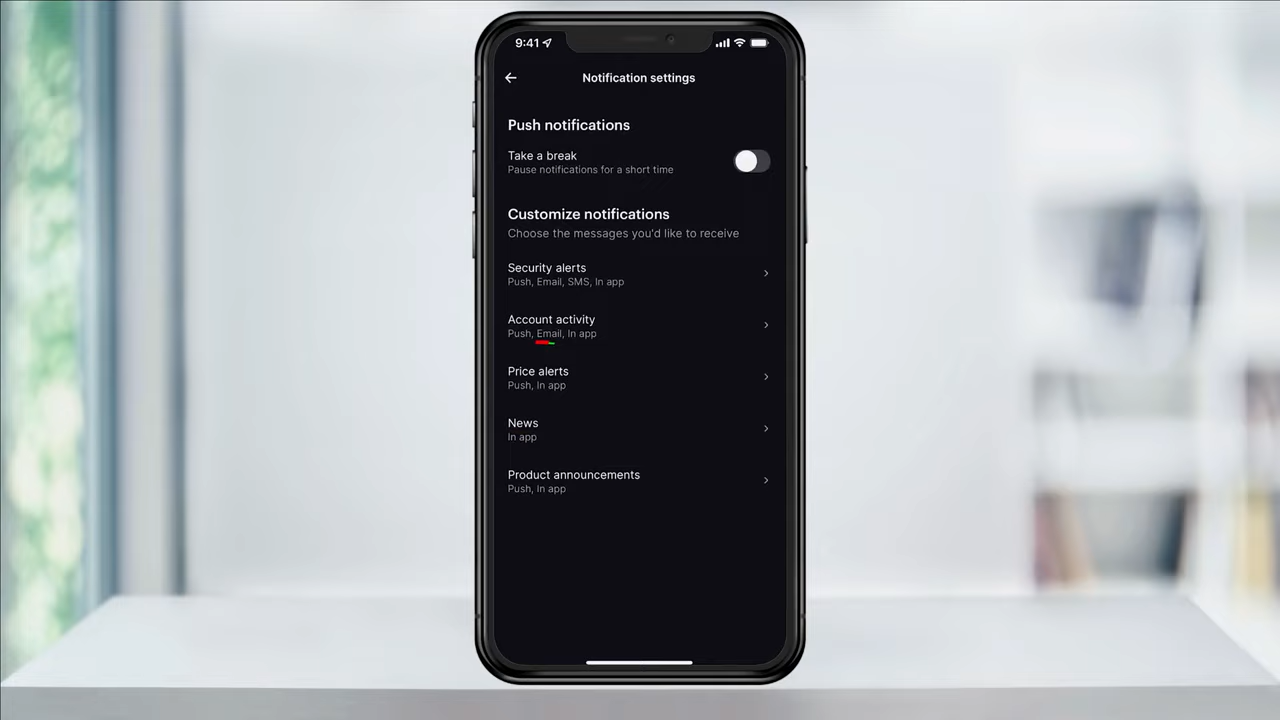 9:41
Notification settings
Push notifications
Take a break
Pause notifications for a short time
Customize notifications
Choose the messages you'd like to receive
Security alerts
Push, Email, SMS, In app
Account activity
Push, Email, In app
Price alerts
Push, In app
News
In app
Product announcements
Push, In app